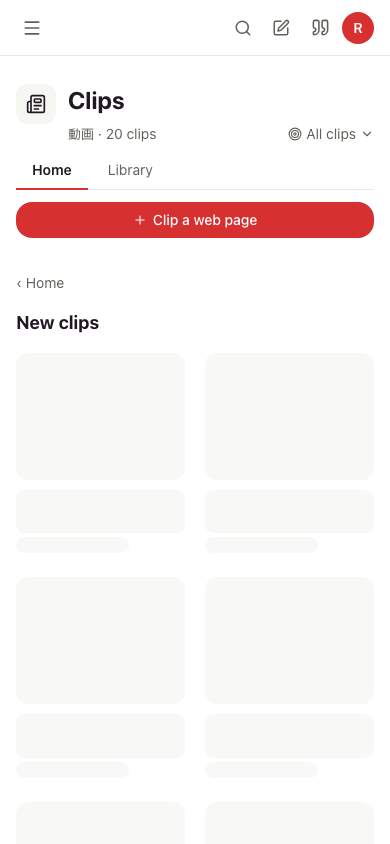 R
Clips
動画 · 20 clips
All clips
Home
Library
Clip a web page
‹ Home
New clips